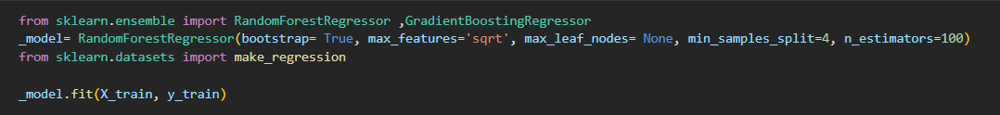 from sklearn.ensemble import RandomForestRegressor ,GradientBoostingRegressor
_model= RandomForestRegressor(bootstrap= True, max_features='sqrt', max_leaf_nodes= None, min_samples_split=4, n_estimators=100)
from sklearn.datasets import make_regression
_model.fit(X_train, y_train)